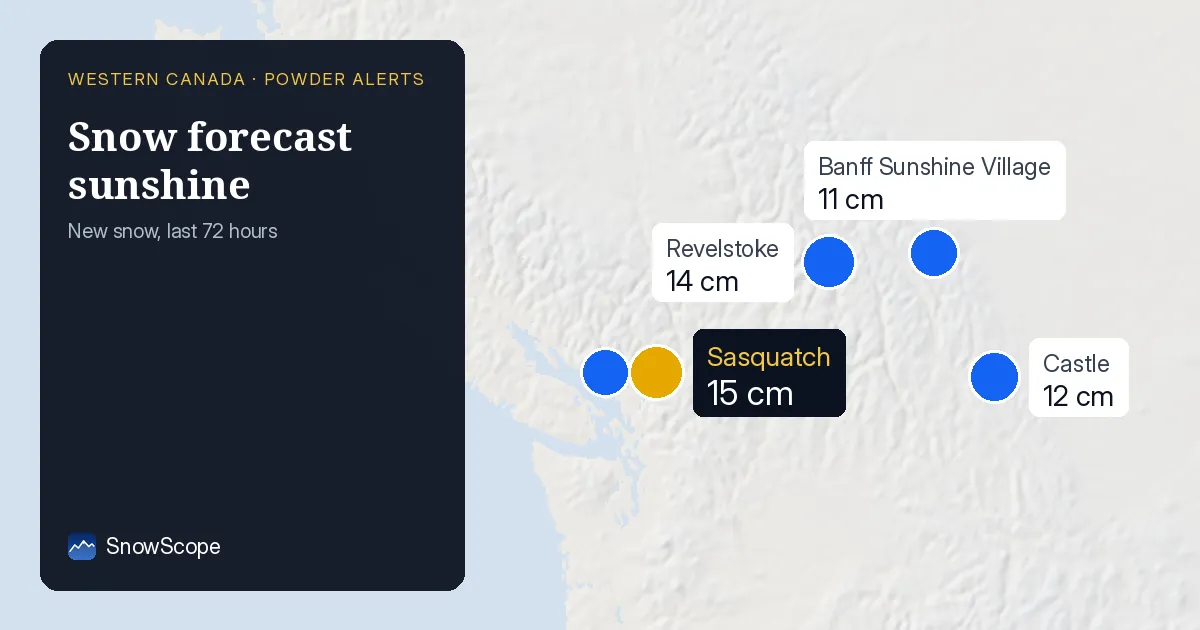 WESTERN CANADA · POWDER ALERTS
Snow forecast
sunshine
New snow, last 72 hours
SnowScope
Banff Sunshine Village
11 cm
Revelstoke
14 cm
Sasquatch
15 cm
Castle
12 cm